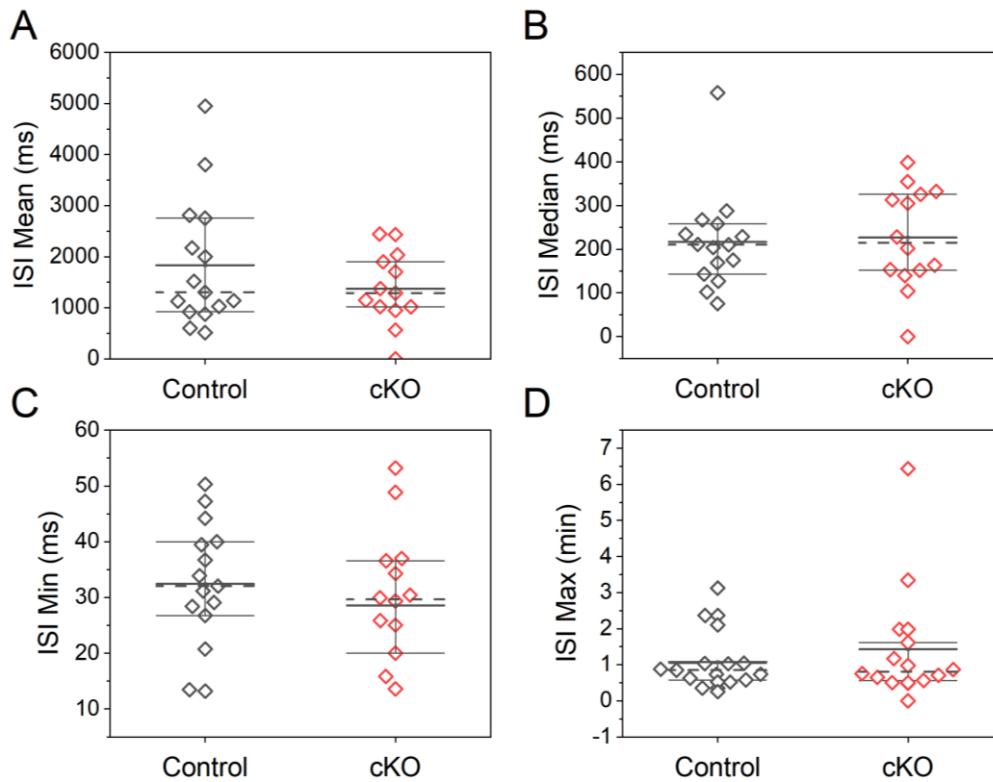 A
ISI Mean (ms)
6000
5000
4000
3000
2000
1000
0
Control
cKO
B
ISI Median (ms)
600
500
400
300
200
100
0
Control
cKO
C
ISI Min (ms)
60
50
40
30
20
10
Control
cKO
D
ISI Max (min)
7
6
5
4
3
2
1
0
-1
Control
cKO